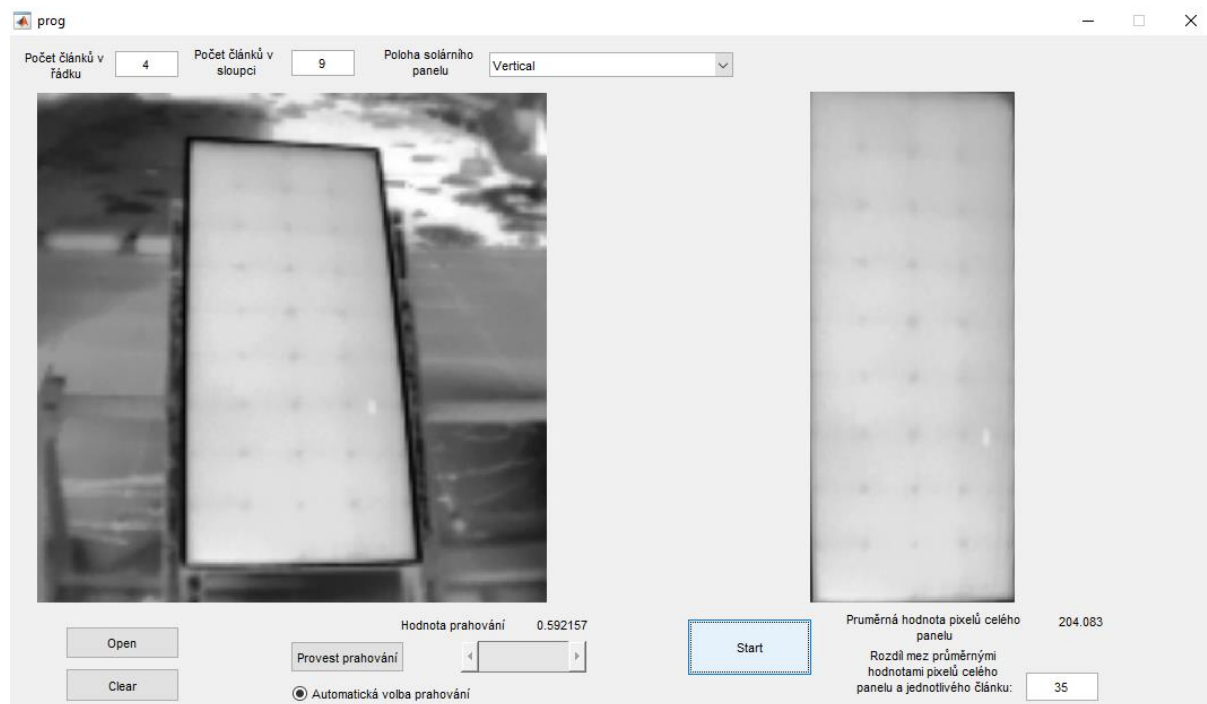 prog
Počet článků v
řádku
4
Počet článků v
sloupci
9
Poloha solárního
panelu
Vertical
Hodnota prahování 0.592157
Open
Provest prahování
Clear
Automatická volba prahování
Start
Pruměrná hodnota pixelů celého
panelu
204.083
Rozdíl mez průměrnými
hodnotami pixelů celého
panelu a jednotlivého článku:
35